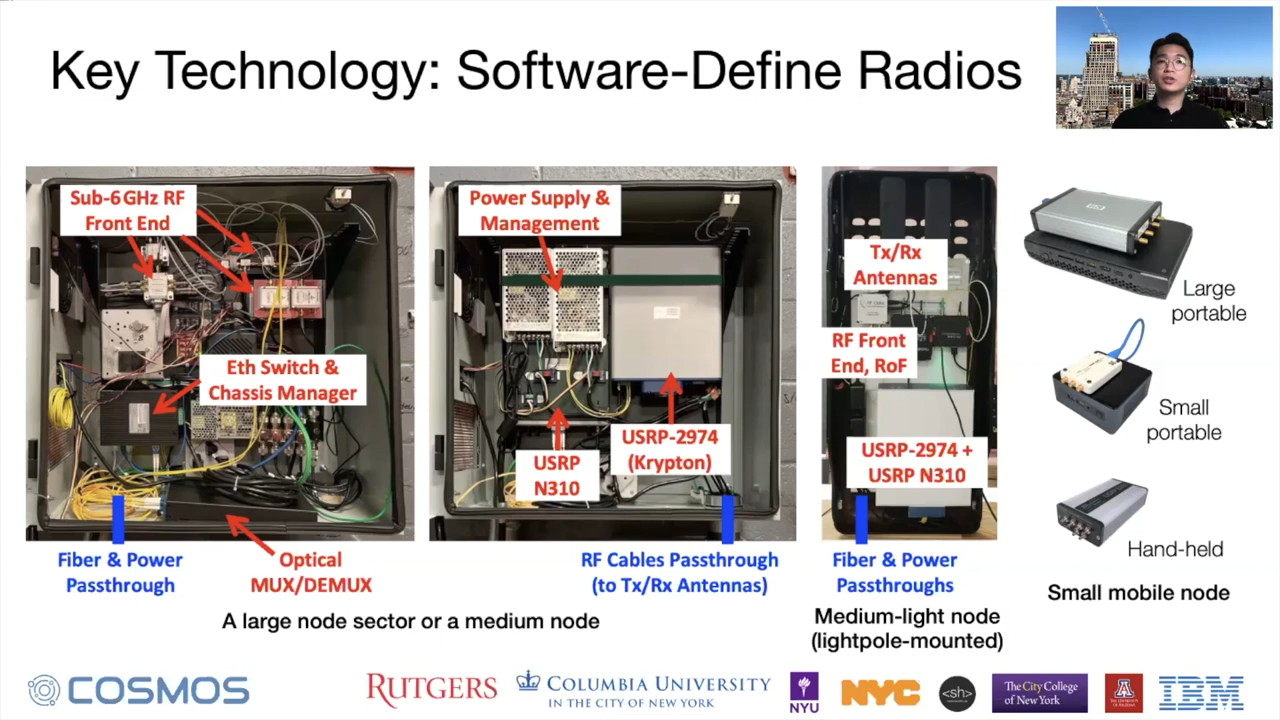 Key Technology: Software-Define Radios
Sub-6 GHz RF
Front End
Eth Switch &
Chassis Manager
Fiber & Power
Passthrough
Optical
MUX/DEMUX
Power Supply &
Management
USRP
N310
USRP-2974
(Krypton)
RF Cables Passthrough
(to Tx/Rx Antennas)
A large node sector or a medium node
Tx/Rx
Antennas
RF Front
End, RoF
USRP-2974 +
USRP N310
Fiber & Power
Passthroughs
Medium-light node
(lightpole-mounted)
Large
portable
Small
portable
Hand-held
Small mobile node
COSMOS
RUTGERS
COLUMBIA UNIVERSITY
IN THE CITY OF NEW YORK
NYU
NYC
<sh>
The City College
of New York
A
IBM